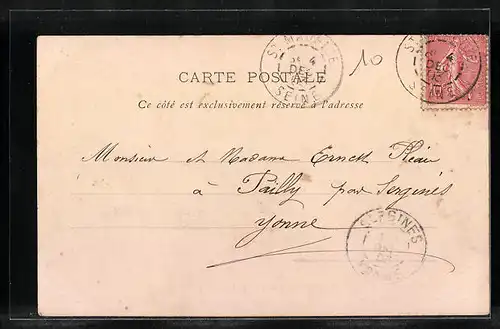 10
CARTE POSTALE
Ce côté est exclusivement réservé à l'adresse
Monsieur et Madame Ernest
à Pailly par Sergines
Yonne
DEC
SEINE
SERGINES